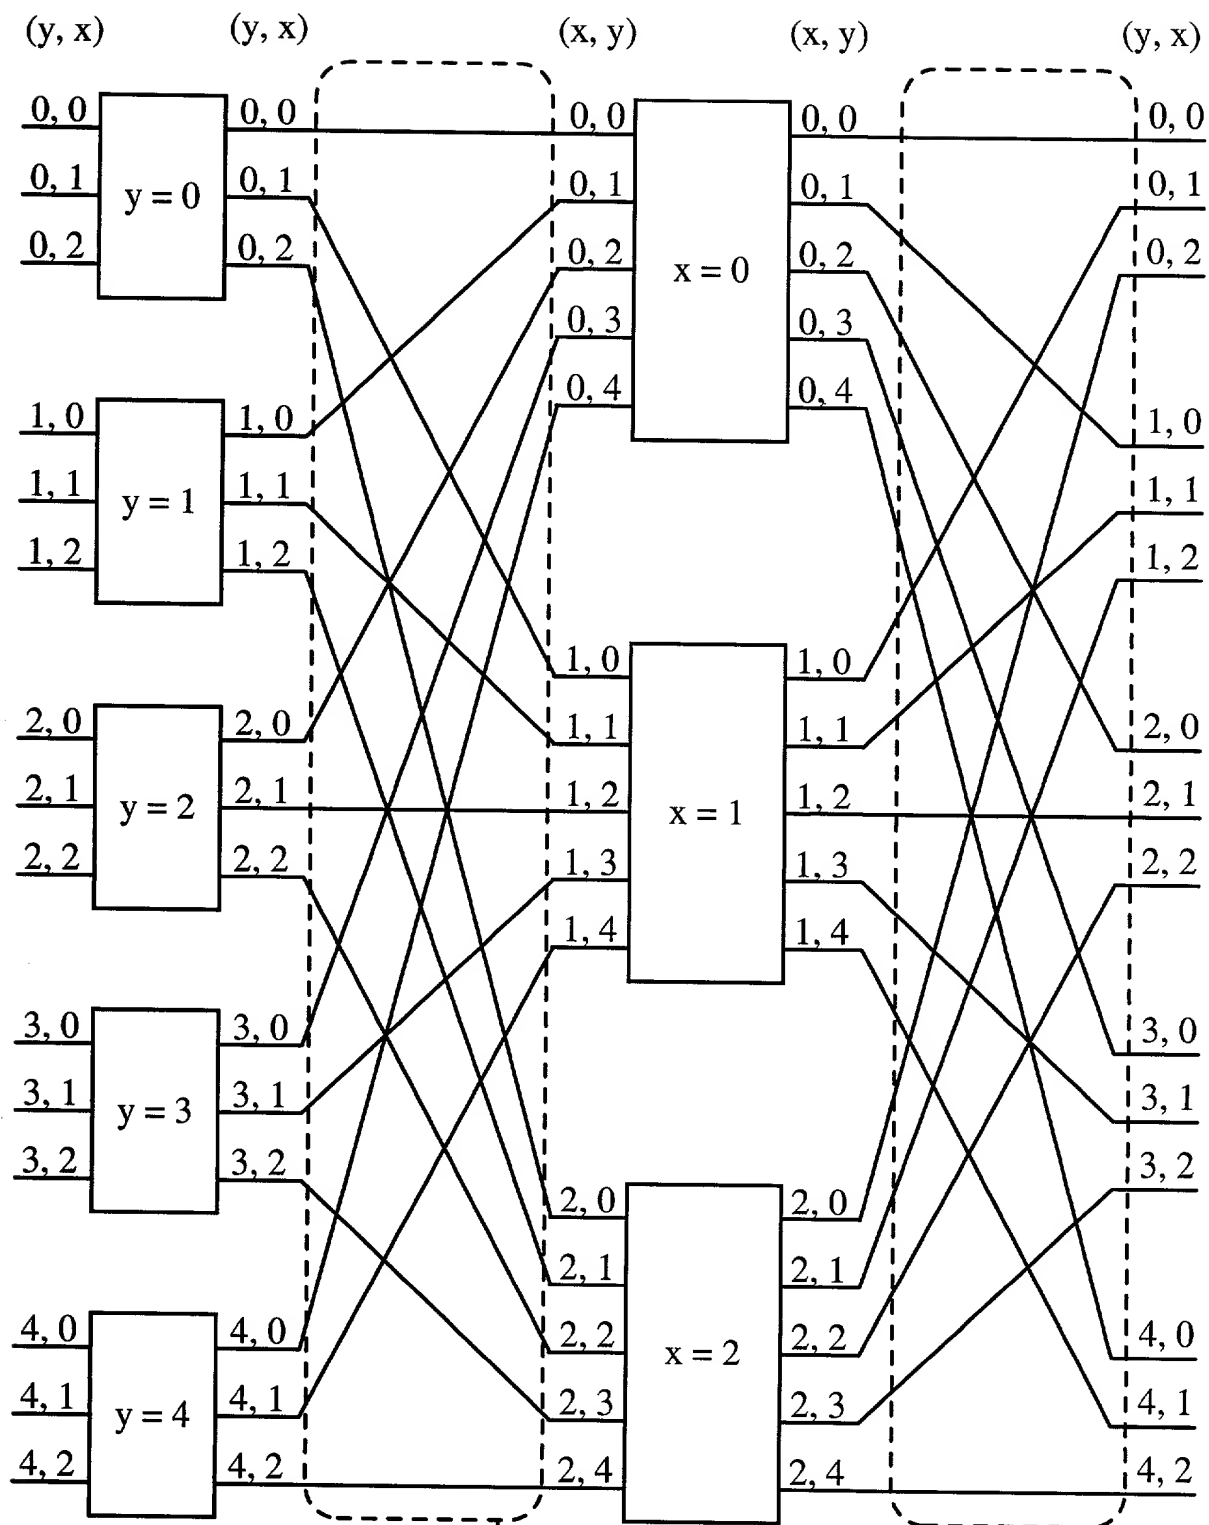 (y, x) (y, x) (x, y) (x, y) (y, x)
0, 0 0, 0 0, 0 0, 0 0, 0
0, 1 y = 0 0, 1 0, 1 0, 1 0, 1
0, 2 0, 2 0, 2 x = 0 0, 2 0, 2
0, 3 0, 3
1, 0 1, 0 0, 4 0, 4 1, 0
1, 1 y = 1 1, 1 1, 1
1, 2 1, 2 1, 2
1, 0 1, 0
2, 0 2, 0 1, 1 1, 1 2, 0
2, 1 y = 2 2, 1 1, 2 x = 1 1, 2 2, 1
2, 2 2, 2 1, 3 1, 3 2, 2
1, 4 1, 4
3, 0 3, 0 3, 0
3, 1 y = 3 3, 1 3, 1
3, 2 3, 2 3, 2
2, 0 2, 0
2, 1 2, 1
4, 0 4, 0 2, 2 x = 2 2, 2 4, 0
4, 1 y = 4 4, 1 2, 3 2, 3 4, 1
4, 2 4, 2 2, 4 2, 4 4, 2